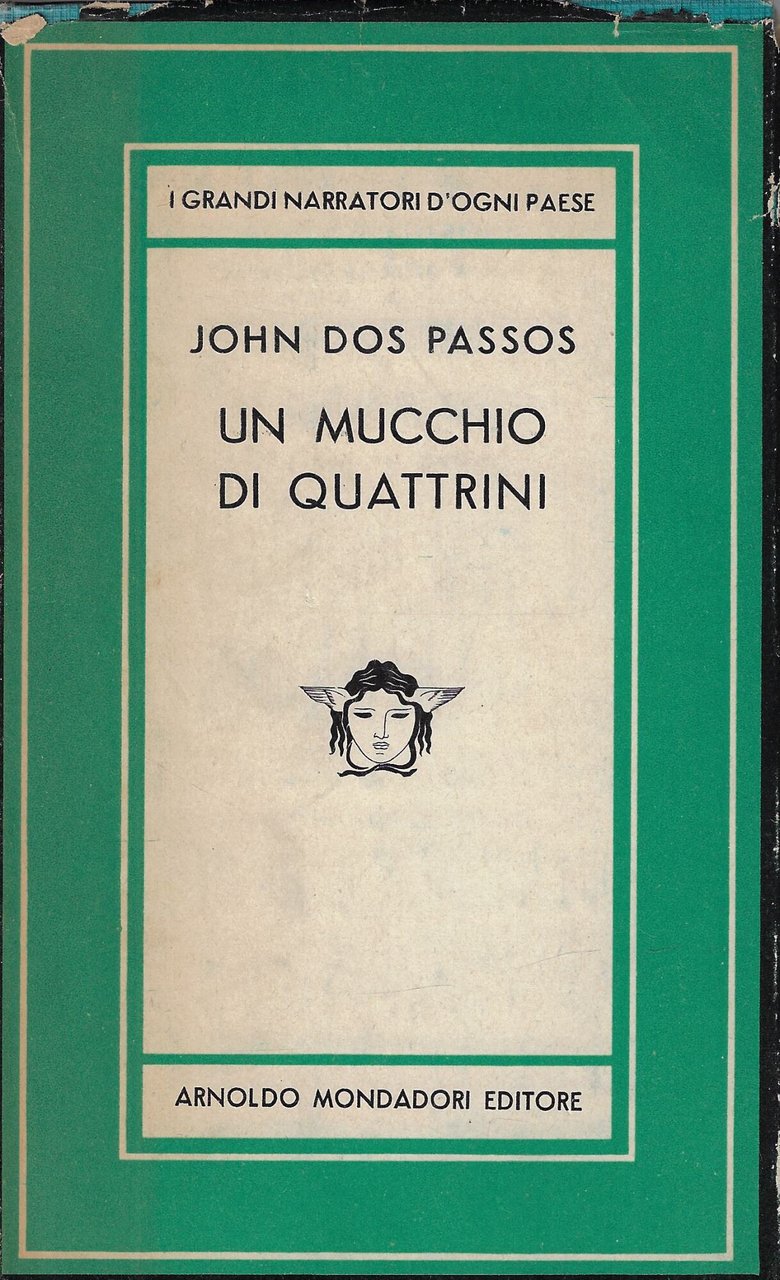 I GRANDI NARRATORI D'OGNI PAESE
JOHN DOS PASSOS
UN MUCCHIO
DI QUATTRINI
ARNOLDO MONDADORI EDITORE